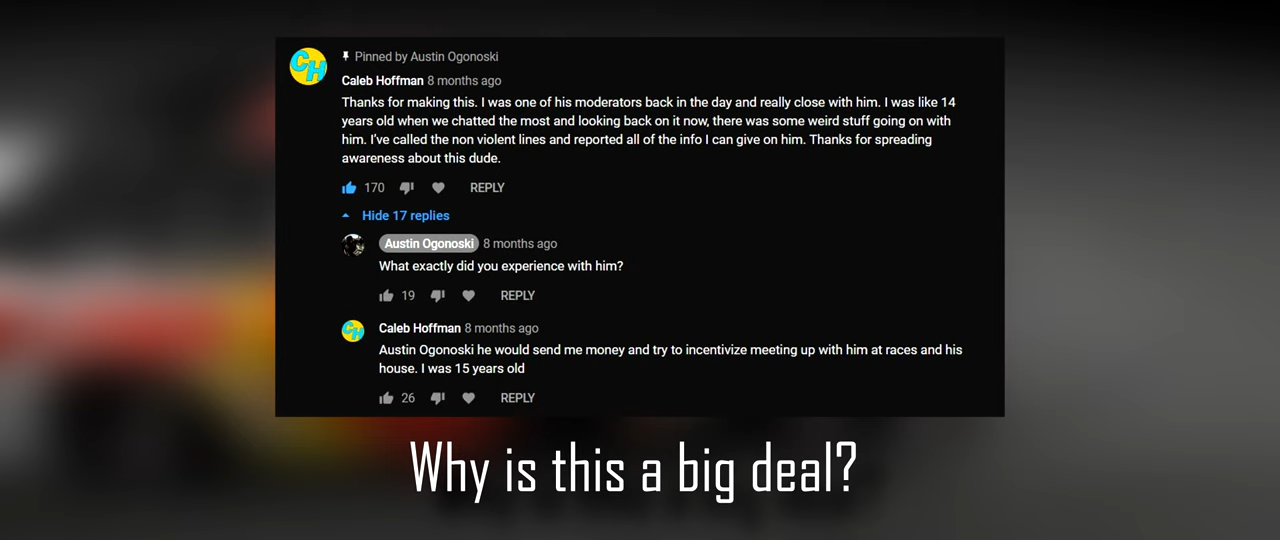 CH
Pinned by Austin Ogonoski
Caleb Hoffman 8 months ago
Thanks for making this. I was one of his moderators back in the day and really close with him. I was like 14
years old when we chatted the most and looking back on it now, there was some weird stuff going on with
him. I've called the non violent lines and reported all of the info I can give on him. Thanks for spreading
awareness about this dude.
170 REPLY
Hide 17 replies
Austin Ogonoski 8 months ago
What exactly did you experience with him?
19 REPLY
CH
Caleb Hoffman 8 months ago
Austin Ogonoski he would send me money and try to incentivize meeting up with him at races and his
house. I was 15 years old
26 REPLY
Why is this a big deal?